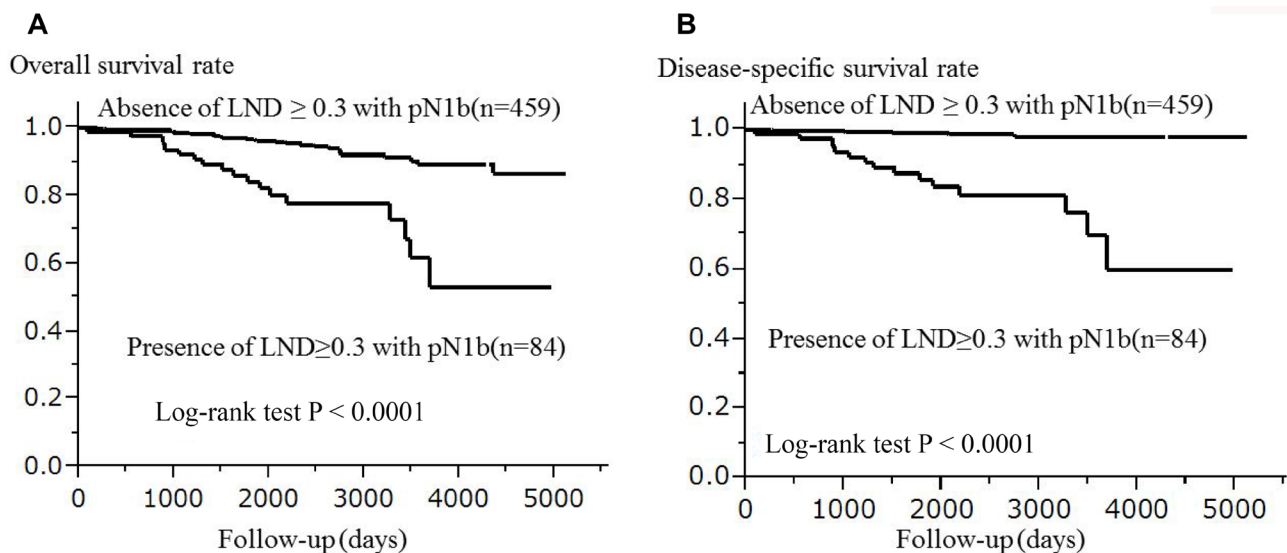 A
Overall survival rate
Absence of LND ≥ 0.3 with pN1b(n=459)
1.0
0.8
0.6
0.4
Presence of LND≥0.3 with pN1b(n=84)
0.2
Log-rank test P < 0.0001
0.0
0 1000 2000 3000 4000 5000
Follow-up (days)
B
Disease-specific survival rate
Absence of LND ≥ 0.3 with pN1b(n=459)
1.0
0.8
0.6
0.4
Presence of LND≥0.3 with pN1b(n=84)
0.2
Log-rank test P < 0.0001
0.0
0 1000 2000 3000 4000 5000
Follow-up (days)